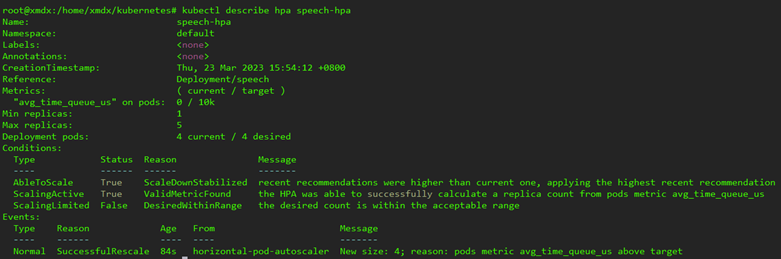 root@xmdx:/home/xmdx/kubernetes# kubectl describe hpa speech-hpa
Name: speech-hpa
Namespace: default
Labels: <none>
Annotations: <none>
CreationTimestamp: Thu, 23 Mar 2023 15:54:12 +0800
Reference: Deployment/speech
Metrics: ( current / target )
"avg_time_queue_us" on pods: 0 / 10k
Min replicas: 1
Max replicas: 5
Deployment pods: 4 current / 4 desired
Conditions:
Type Status Reason Message
---- ------ ------ -------
AbleToScale True ScaleDownStabilized recent recommendations were higher than current one, applying the highest recent recommendation
ScalingActive True ValidMetricFound the HPA was able to successfully calculate a replica count from pods metric avg_time_queue_us
ScalingLimited False DesiredWithinRange the desired count is within the acceptable range
Events:
Type Reason Age From Message
---- ------ ---- ---- -------
Normal SuccessfulRescale 84s horizontal-pod-autoscaler New size: 4; reason: pods metric avg_time_queue_us above target